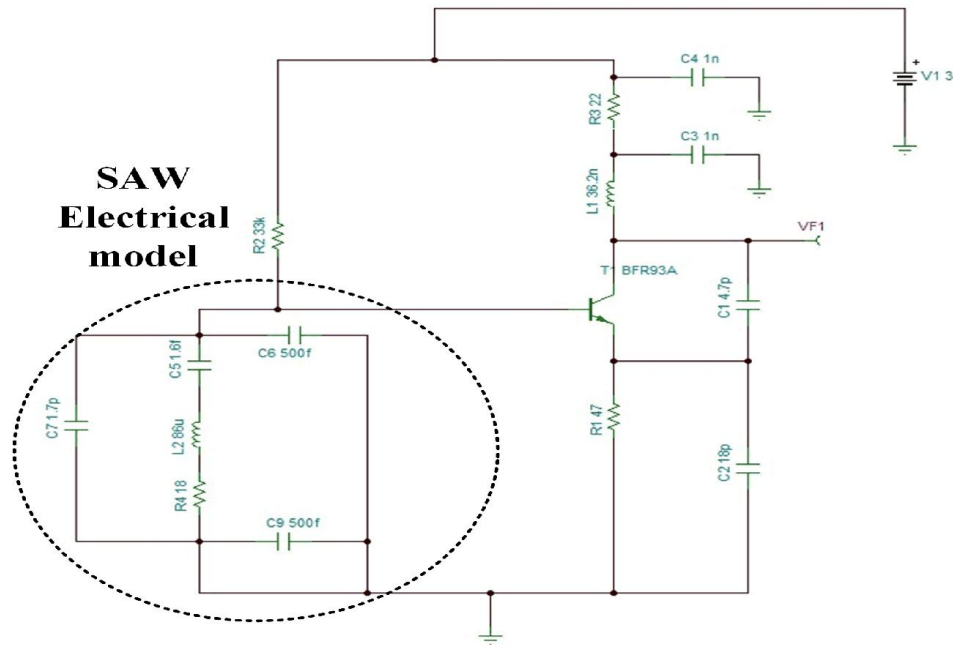 C4 1n
V1 3
+
R3 22
C3 1n
SAW
Electrical
model
L1 36.2n
R2 33k
VF1
T1 BFR93A
C1 4.7p
C5 1.6f
C6 500f
C7 1.7p
L2 86u
R1 47
R4 18
C2 18p
C9 500f